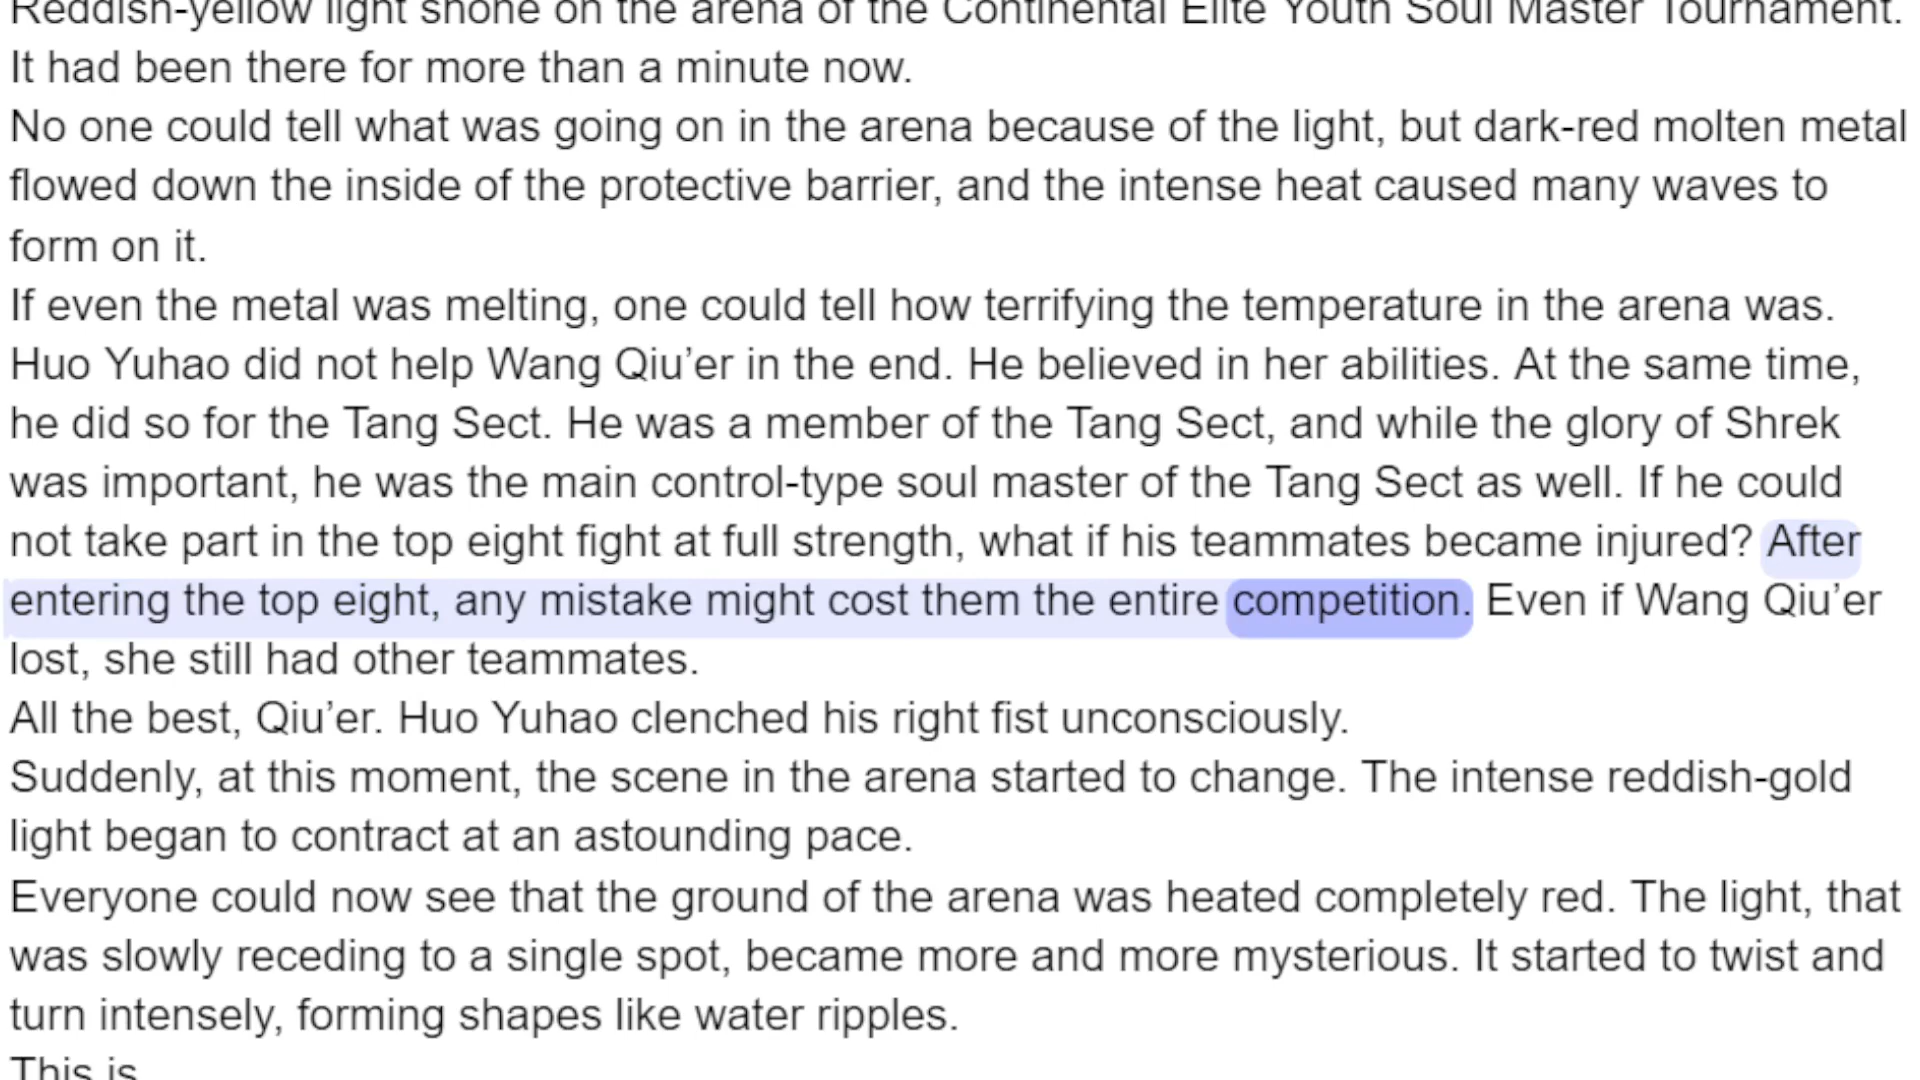 Reddish-yellow light shone on the arena of the Continental Elite Youth Soul Master Tournament.
It had been there for more than a minute now.
No one could tell what was going on in the arena because of the light, but dark-red molten metal
flowed down the inside of the protective barrier, and the intense heat caused many waves to
form on it.
If even the metal was melting, one could tell how terrifying the temperature in the arena was.
Huo Yuhao did not help Wang Qiu’er in the end. He believed in her abilities. At the same time,
he did so for the Tang Sect. He was a member of the Tang Sect, and while the glory of Shrek
was important, he was the main control-type soul master of the Tang Sect as well. If he could
not take part in the top eight fight at full strength, what if his teammates became injured? After
entering the top eight, any mistake might cost them the entire competition. Even if Wang Qiu’er
lost, she still had other teammates.
All the best, Qiu’er. Huo Yuhao clenched his right fist unconsciously.
Suddenly, at this moment, the scene in the arena started to change. The intense reddish-gold
light began to contract at an astounding pace.
Everyone could now see that the ground of the arena was heated completely red. The light, that
was slowly receding to a single spot, became more and more mysterious. It started to twist and
turn intensely, forming shapes like water ripples.
This is